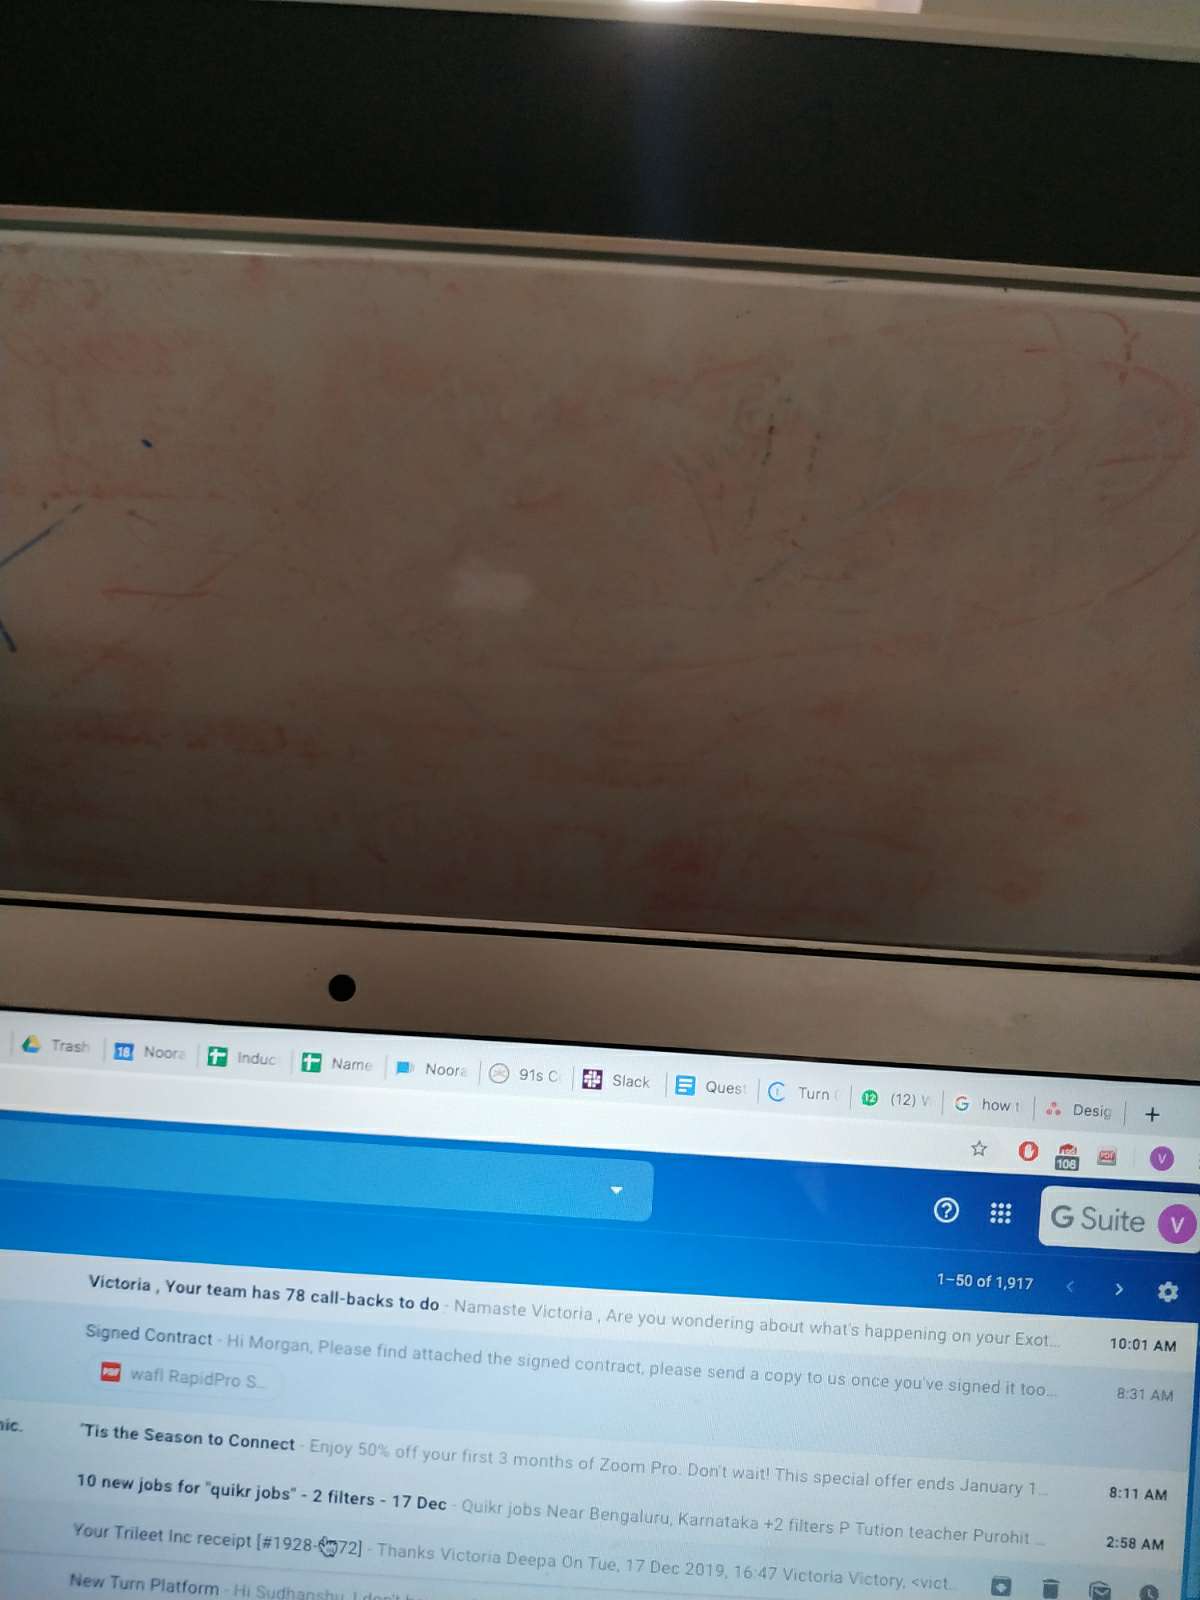 Trash Noora Induc Name Noora 91s C Slack Quest Turn (12) how t Desig
106
G Suite V
1–50 of 1,917
Victoria , Your team has 78 call-backs to do - Namaste Victoria , Are you wondering about what's happening on your Exot... 10:01 AM
Signed Contract - Hi Morgan, Please find attached the signed contract, please send a copy to us once you've signed it too... 8:31 AM
PDF wafl RapidPro S...
nic. 'Tis the Season to Connect - Enjoy 50% off your first 3 months of Zoom Pro. Don't wait! This special offer ends January 1... 8:11 AM
10 new jobs for "quikr jobs" - 2 filters - 17 Dec - Quikr jobs Near Bengaluru, Karnataka +2 filters P Tution teacher Purohit ... 2:58 AM
Your Trileet Inc receipt - Thanks Victoria Deepa On Tue, 17 Dec 2019, 16:47 Victoria Victory, <vict...
New Turn Platform - Hi Sudhanshu, I don't